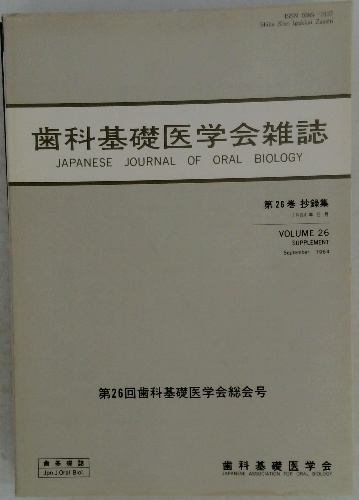 ISSN 0385-0137
Shika Kiso Igakkai Zasshi
歯科基礎医学会雑誌
JAPANESE JOURNAL OF ORAL BIOLOGY
第26巻 抄録集
VOLUME 26
SUPPLEMENT
September 1984
第26回歯科基礎医学会総会号
歯基礎誌
Jpn J Oral Biol
歯科基礎医学会
JAPANESE ASSOCIATION FOR ORAL BIOLOGY